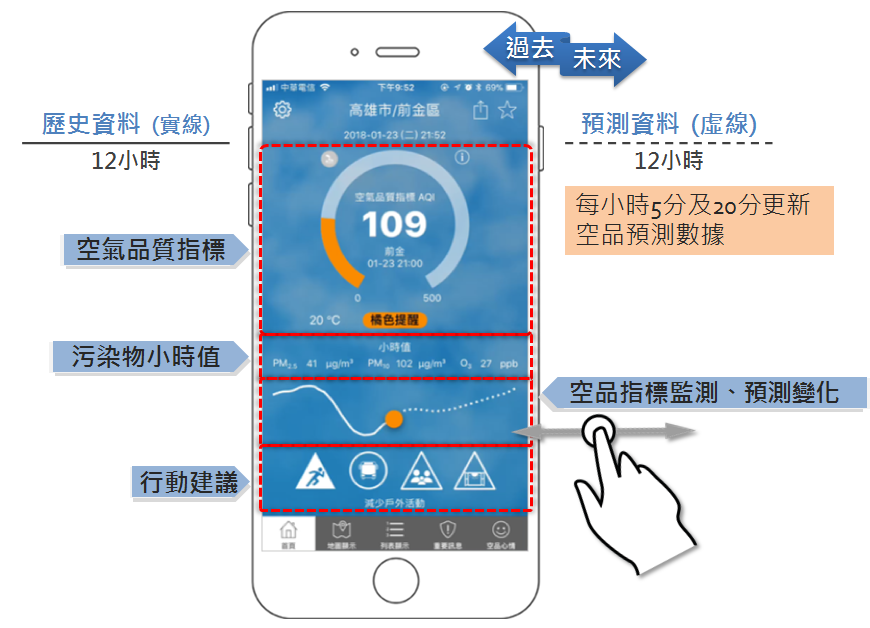 過去
未來
歷史資料 (實線)
12小時
預測資料 (虛線)
12小時
每小時5分及20分更新
空品預測數據
空氣品質指標
污染物小時值
空品指標監測、預測變化
行動建議
中華電信
下午9:52
69%
高雄市/前金區
2018-01-23 (二) 21:52
空氣品質指標 AQI
109
前金
01-23 21:00
0
500
20 °C
橘色提醒
小時值
PM2.5 41 μg/m³ PM10 102 μg/m³ O3 27 ppb
減少戶外活動
首頁
地圖顯示
列表顯示
重要訊息
空品心情